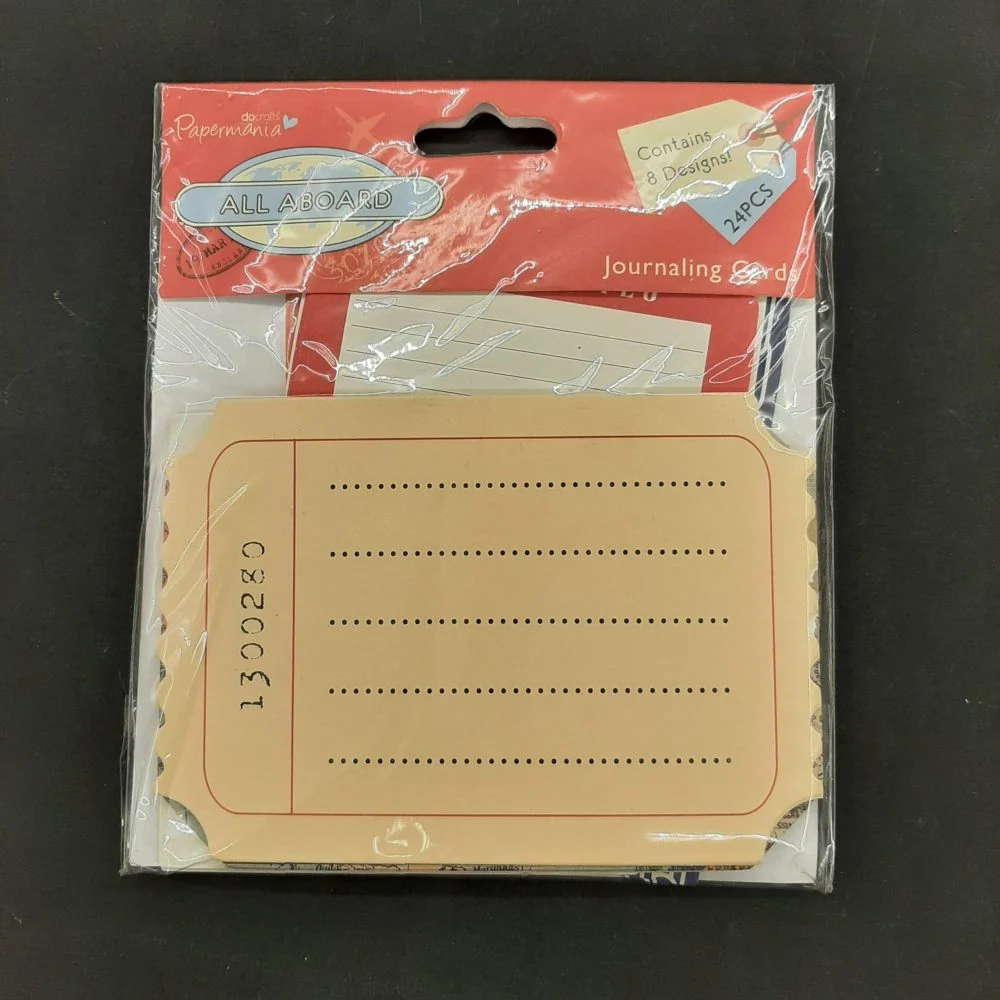 docrafts
Papermania
ALL ABOARD
Contains
8 Designs!
24PCS
Journaling Cards
1300280